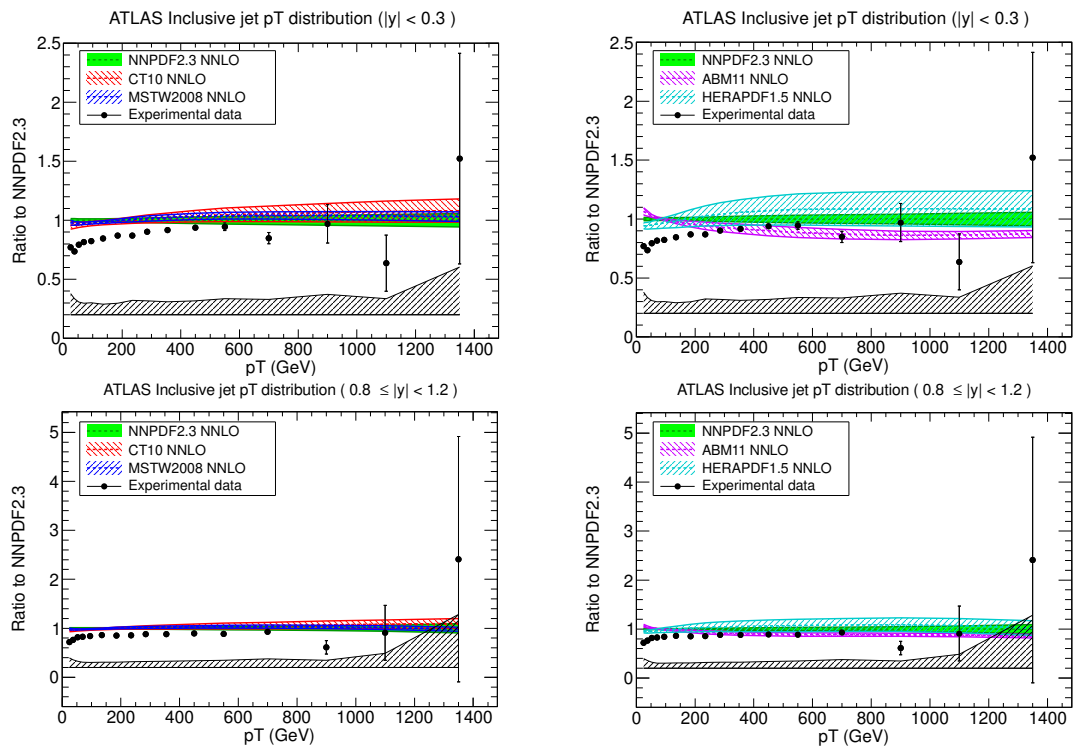 ATLAS Inclusive jet pT distribution (|y| < 0.3 )
Ratio to NNPDF2.3
2.5
2
1.5
1
0.5
0
NNPDF2.3 NNLO
CT10 NNLO
MSTW2008 NNLO
Experimental data
0 200 400 600 800 1000 1200 1400
pT (GeV)
ATLAS Inclusive jet pT distribution (|y| < 0.3 )
Ratio to NNPDF2.3
2.5
2
1.5
1
0.5
0
NNPDF2.3 NNLO
ABM11 NNLO
HERAPDF1.5 NNLO
Experimental data
0 200 400 600 800 1000 1200 1400
pT (GeV)
ATLAS Inclusive jet pT distribution ( 0.8 ≤ |y| < 1.2 )
Ratio to NNPDF2.3
5
4
3
2
1
0
NNPDF2.3 NNLO
CT10 NNLO
MSTW2008 NNLO
Experimental data
0 200 400 600 800 1000 1200 1400
pT (GeV)
ATLAS Inclusive jet pT distribution ( 0.8 ≤ |y| < 1.2 )
Ratio to NNPDF2.3
5
4
3
2
1
0
NNPDF2.3 NNLO
ABM11 NNLO
HERAPDF1.5 NNLO
Experimental data
0 200 400 600 800 1000 1200 1400
pT (GeV)